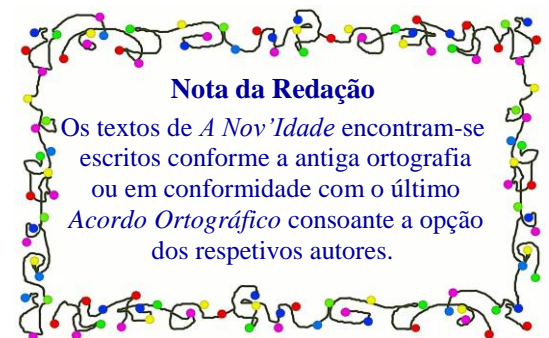 Nota da Redação
Os textos de A Nov’Idade encontram-se
escritos conforme a antiga ortografia
ou em conformidade com o último
Acordo Ortográfico consoante a opção
dos respetivos autores.